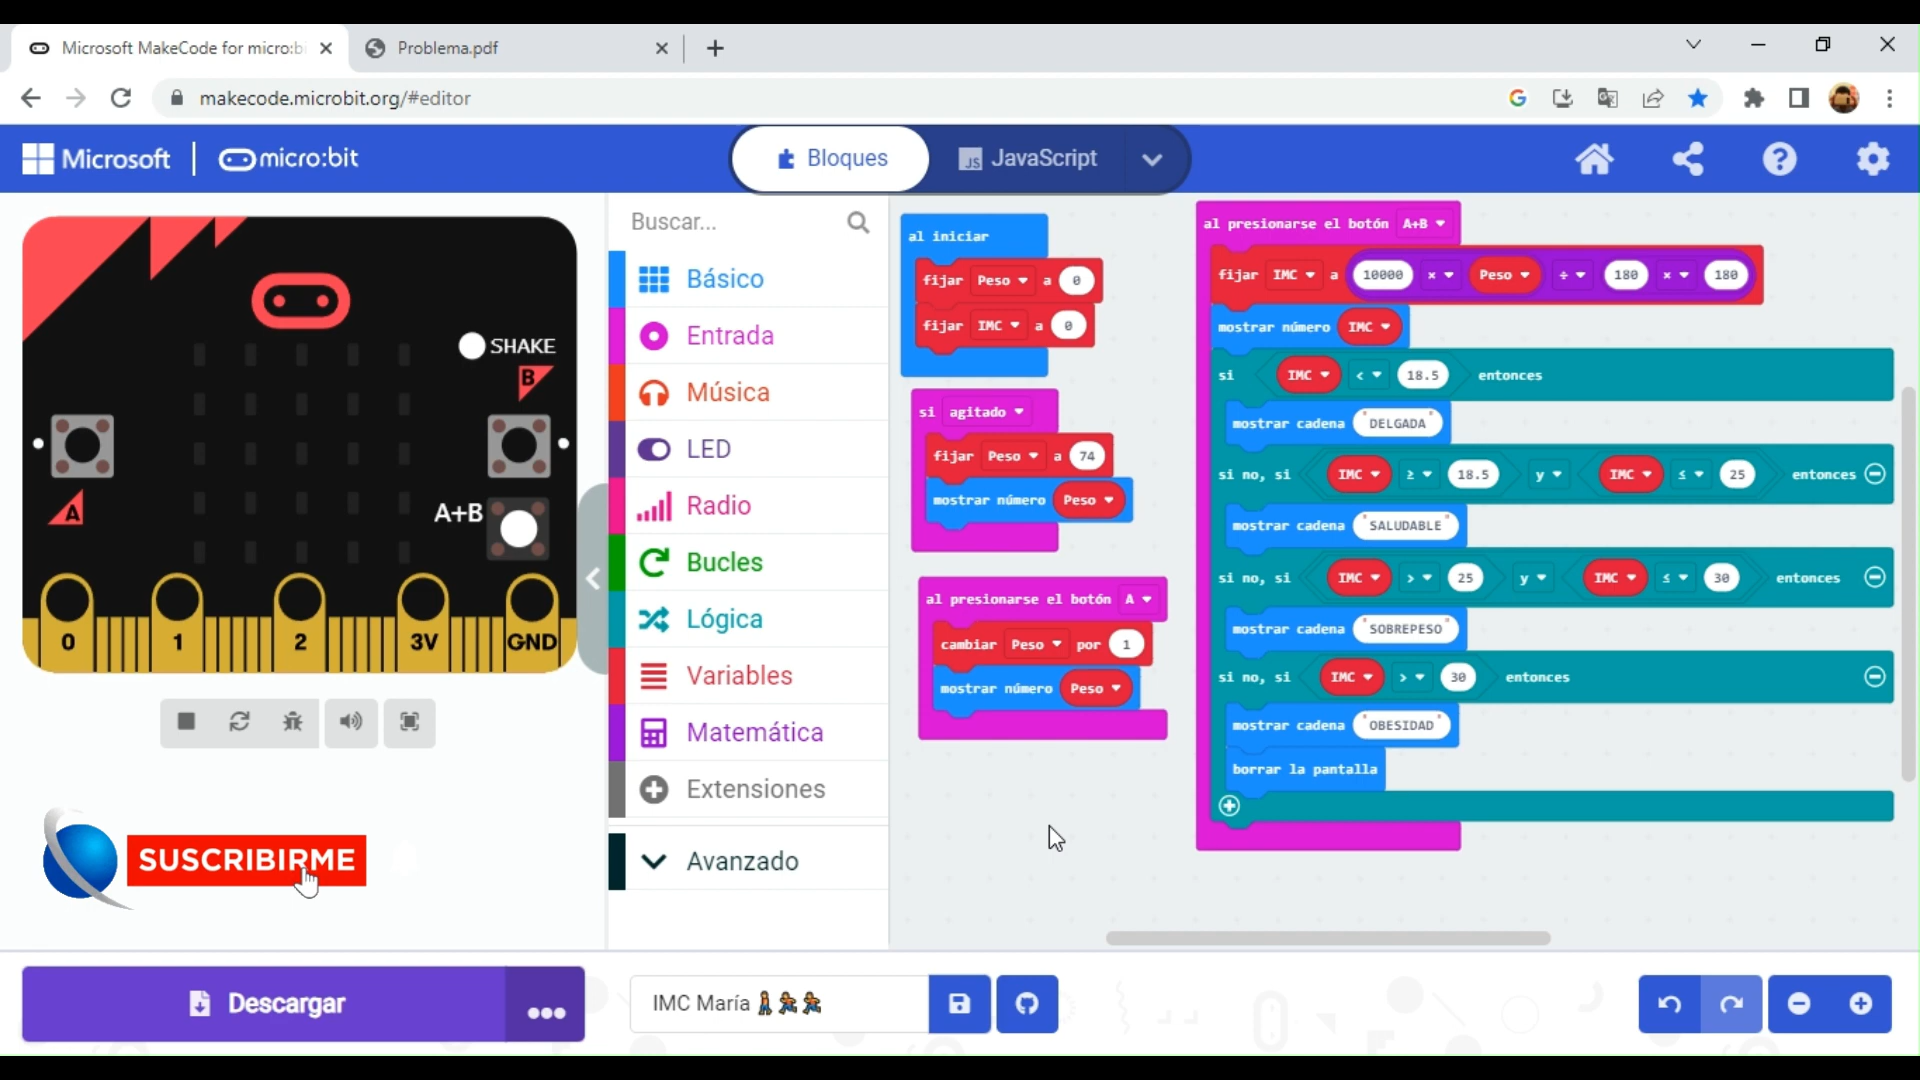 Microsoft MakeCode for micro:bi
Problema.pdf
makecode.microbit.org/#editor
Microsoft
micro:bit
Bloques
JS JavaScript
SHAKE
B
A
A+B
0 1 2 3V GND
SUSCRIBIRME
Buscar...
Básico
Entrada
Música
LED
Radio
Bucles
Lógica
Variables
Matemática
Extensiones
Avanzado
al iniciar
fijar Peso a 0
fijar IMC a 0
si agitado
fijar Peso a 74
mostrar número Peso
al presionarse el botón A
cambiar Peso por 1
mostrar número Peso
al presionarse el botón A+B
fijar IMC a 10000 × Peso ÷ 180 × 180
mostrar número IMC
si IMC < 18.5 entonces
mostrar cadena "DELGADA"
si no, si IMC ≥ 18.5 y IMC ≤ 25 entonces
mostrar cadena "SALUDABLE"
si no, si IMC > 25 y IMC ≤ 30 entonces
mostrar cadena "SOBREPESO"
si no, si IMC > 30 entonces
mostrar cadena "OBESIDAD"
borrar la pantalla
Descargar
IMC María